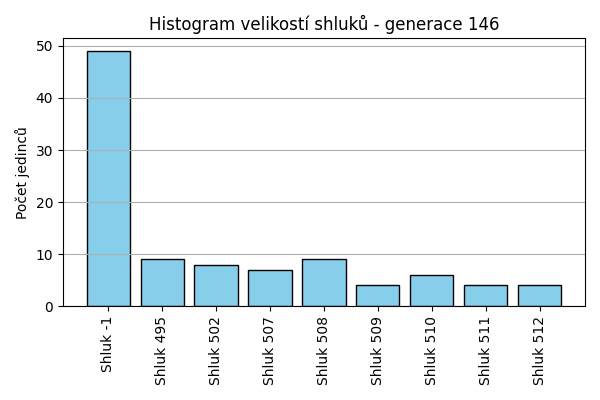 Histogram velikostí shluků - generace 146
Počet jedinců
50
40
30
20
10
0
Shluk -1
Shluk 495
Shluk 502
Shluk 507
Shluk 508
Shluk 509
Shluk 510
Shluk 511
Shluk 512